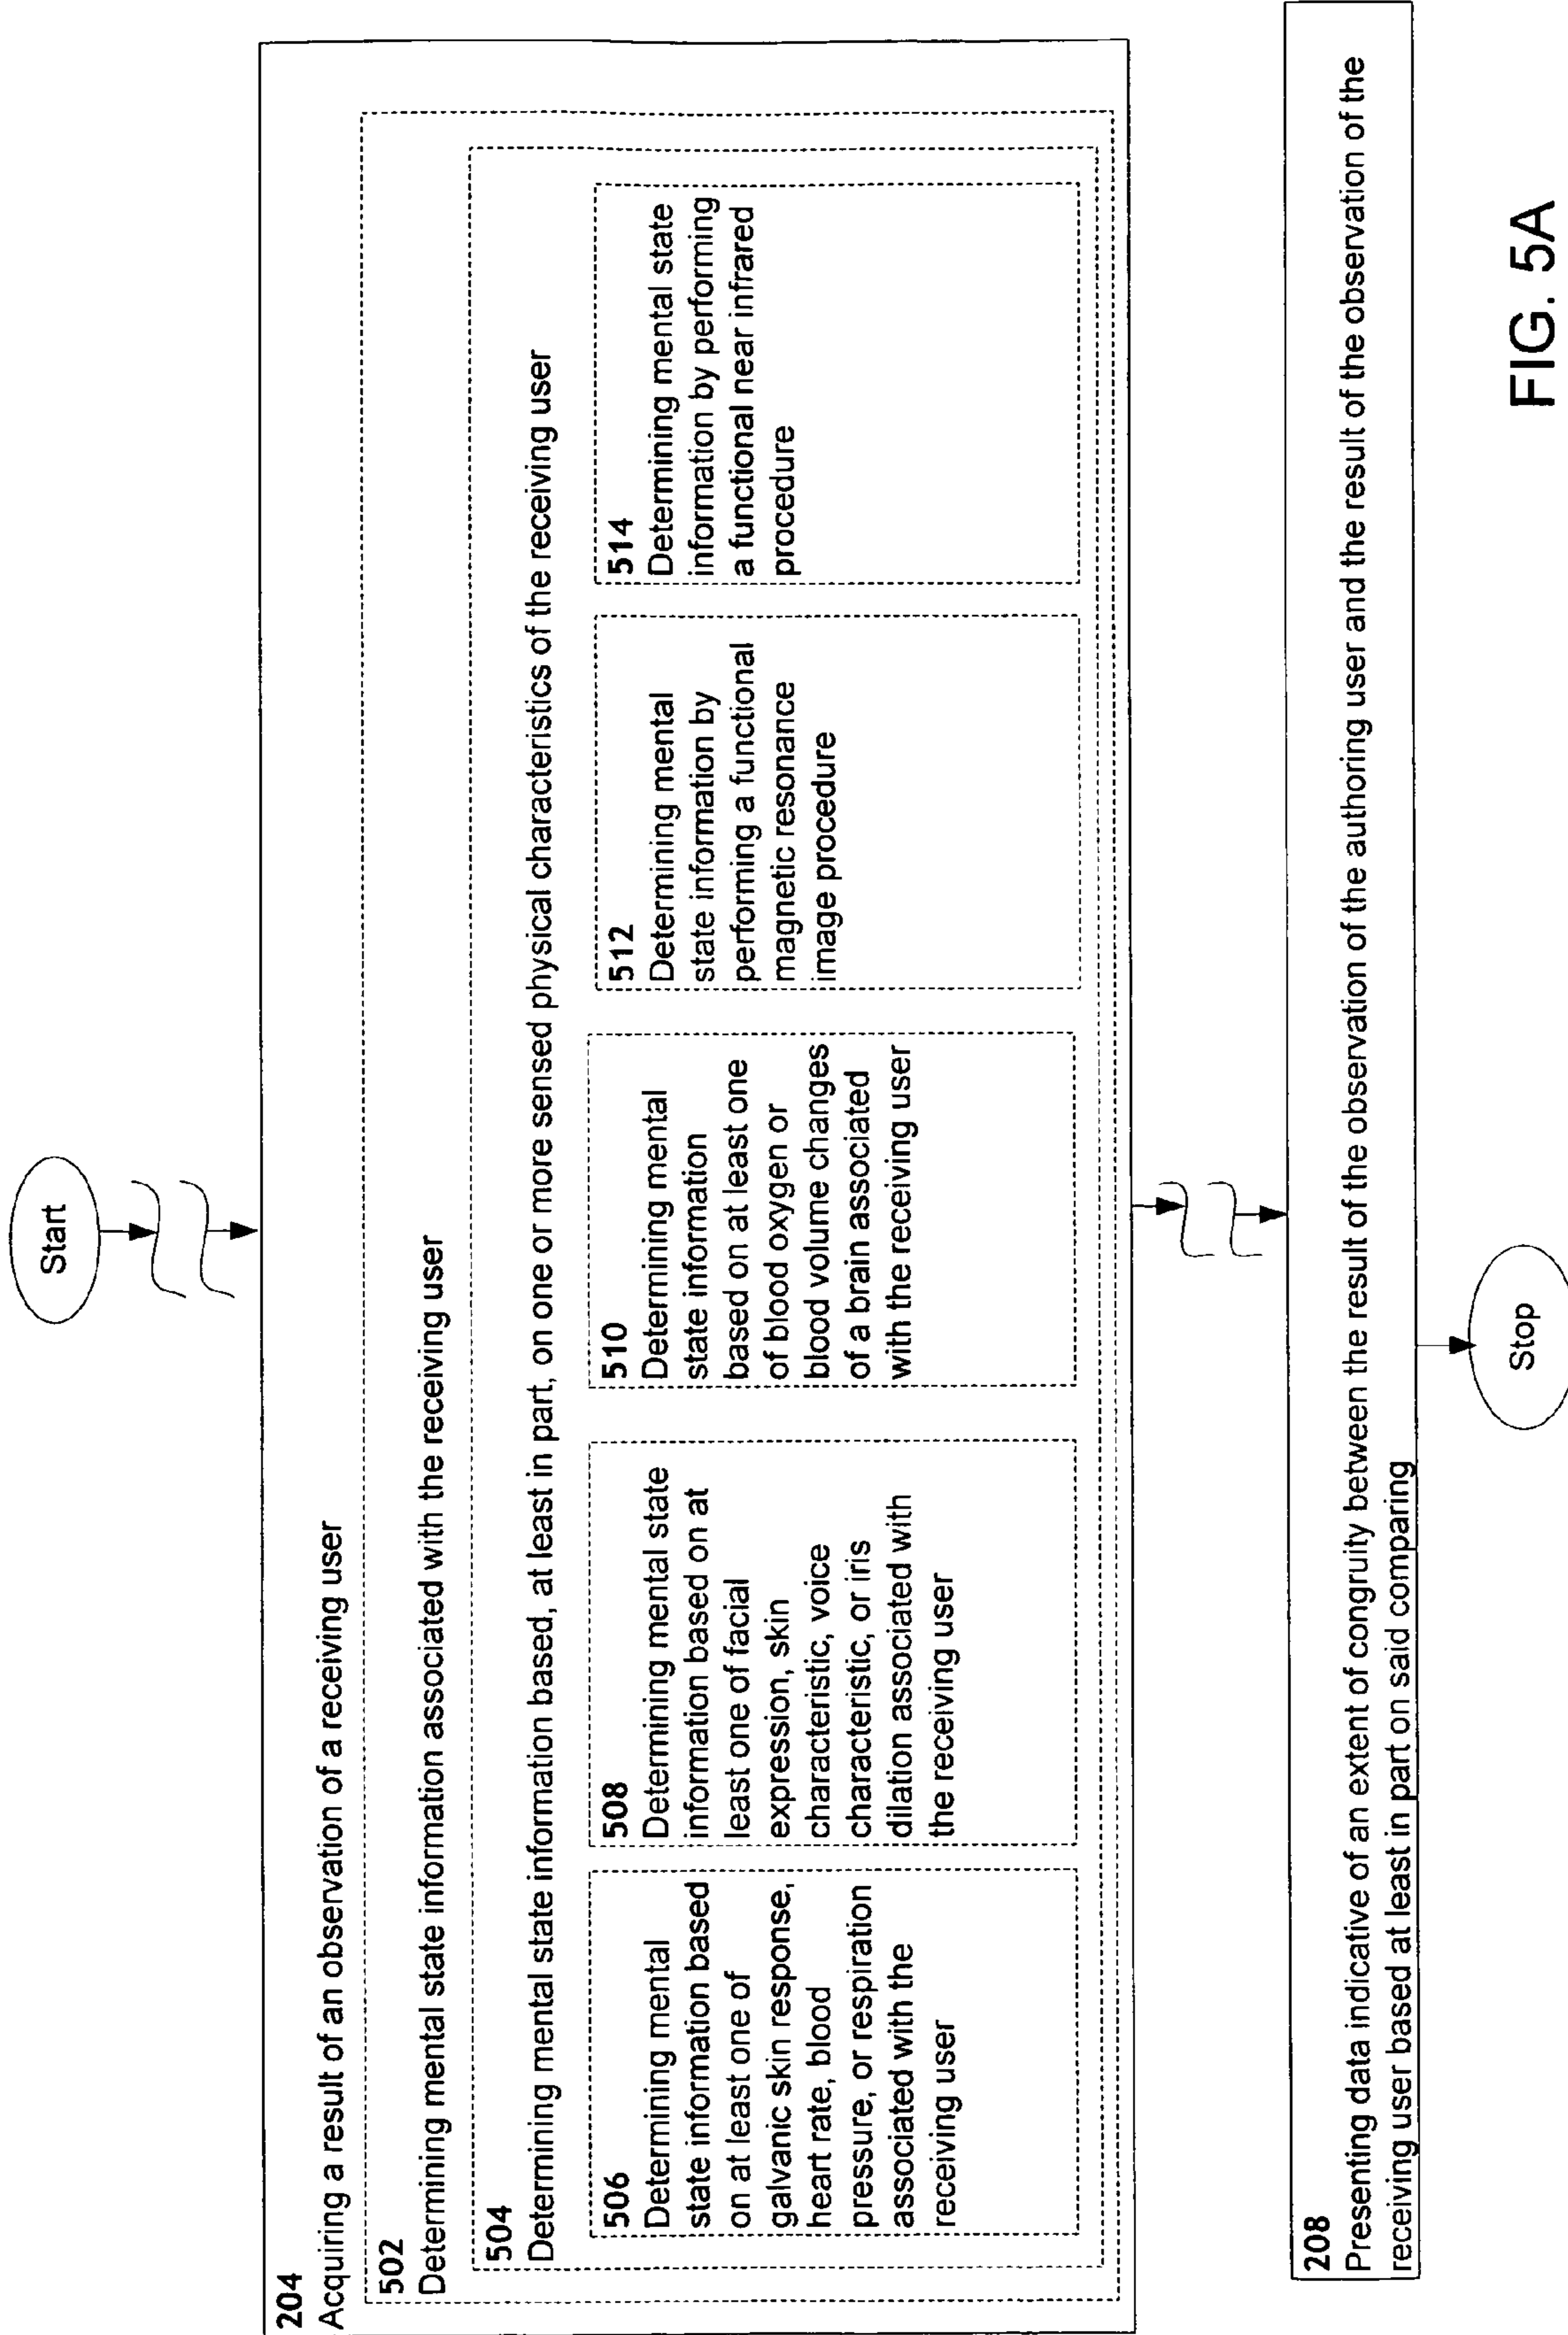 Start
204
Acquiring a result of an observation of a receiving user
502
Determining mental state information associated with the receiving user
504
Determining mental state information based, at least in part, on one or more sensed physical characteristics of the receiving user
506
Determining mental
state information based
on at least one of
galvanic skin response,
heart rate, blood
pressure, or respiration
associated with the
receiving user
508
Determining mental state
information based on at
least one of facial
expression, skin
characteristic, voice
characteristic, or iris
dilation associated with
the receiving user
510
Determining mental
state information
based on at least one
of blood oxygen or
blood volume changes
of a brain associated
with the receiving user
512
Determining mental
state information by
performing a functional
magnetic resonance
image procedure
514
Determining mental state
information by performing
a functional near infrared
procedure
208
Presenting data indicative of an extent of congruity between the result of the observation of the authoring user and the result of the observation of the
receiving user based at least in part on said comparing
Stop
FIG. 5A